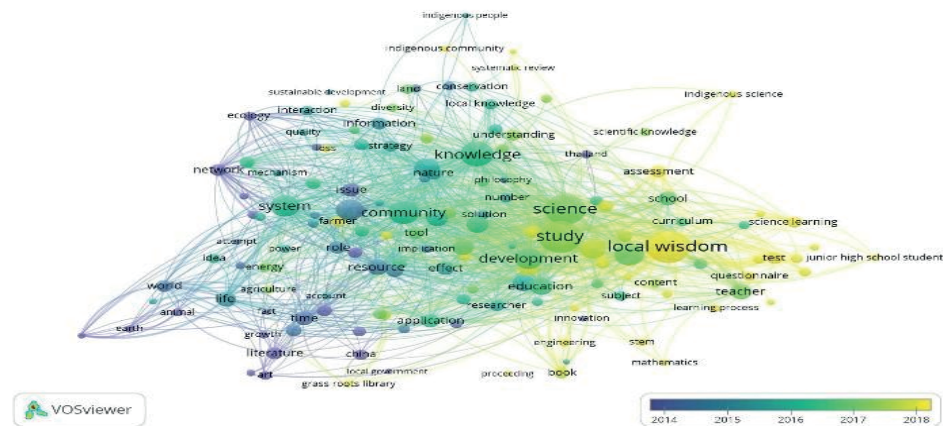 indigenous people
indigenous community
systematic review
sustainable development
land
conservation
indigenous science
ecology
interaction
diversity
local knowledge
information
quality
understanding
scientific knowledge
loss
strategy
knowledge
thailand
network
mechanism
nature
assessment
philosophy
issue
number
school
system
community
science
farmer
solution
curriculum
science learning
tool
study
attempt
power
role
implication
local wisdom
idea
development
test
junior high school student
energy
resource
effect
questionnaire
world
life
agriculture
education
content
teacher
account
researcher
subject
learning process
animal
fast
time
application
innovation
earth
growth
engineering
stem
literature
china
mathematics
art
local government
proceeding
book
grass roots library
VOSviewer
2014 2015 2016 2017 2018